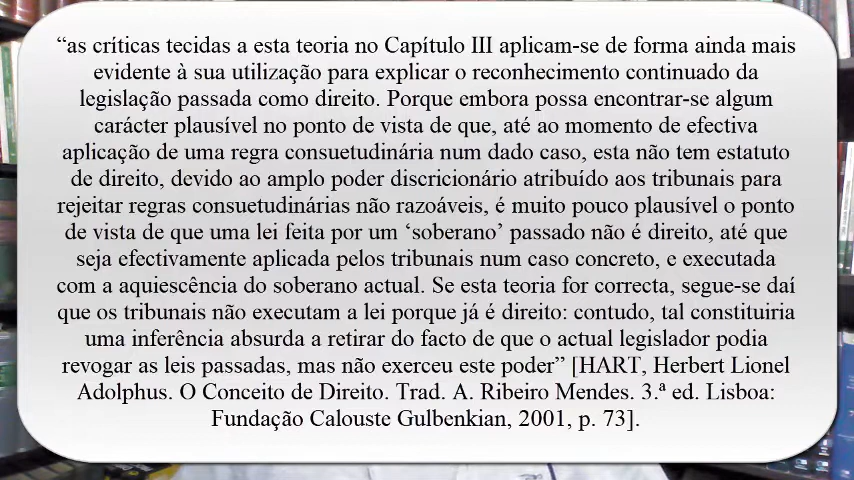 “as críticas tecidas a esta teoria no Capítulo III aplicam-se de forma ainda mais
evidente à sua utilização para explicar o reconhecimento continuado da
legislação passada como direito. Porque embora possa encontrar-se algum
carácter plausível no ponto de vista de que, até ao momento de efectiva
aplicação de uma regra consuetudinária num dado caso, esta não tem estatuto
de direito, devido ao amplo poder discricionário atribuído aos tribunais para
rejeitar regras consuetudinárias não razoáveis, é muito pouco plausível o ponto
de vista de que uma lei feita por um ‘soberano’ passado não é direito, até que
seja efectivamente aplicada pelos tribunais num caso concreto, e executada
com a aquiescência do soberano actual. Se esta teoria for correcta, segue-se daí
que os tribunais não executam a lei porque já é direito: contudo, tal constituiria
uma inferência absurda a retirar do facto de que o actual legislador podia
revogar as leis passadas, mas não exerceu este poder” [HART, Herbert Lionel
Adolphus. O Conceito de Direito. Trad. A. Ribeiro Mendes. 3.ª ed. Lisboa:
Fundação Calouste Gulbenkian, 2001, p. 73].